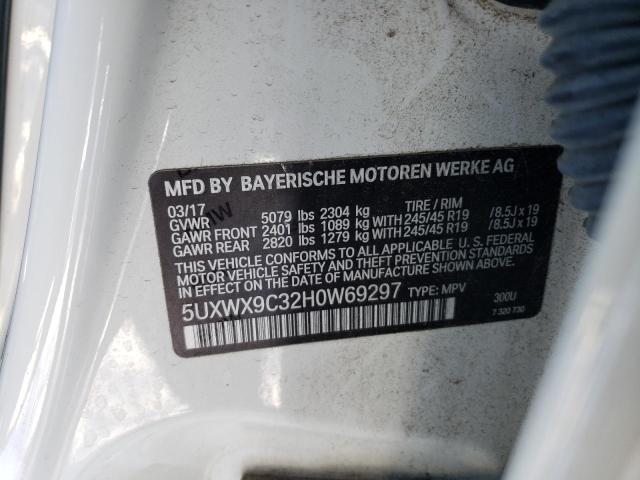 MFD BY BAYERISCHE MOTOREN WERKE AG
03/17 TIRE / RIM
GVWR 5079 lbs 2304 kg
GAWR FRONT 2401 lbs 1089 kg WITH 245/45 R19 /8.5J x 19
GAWR REAR 2820 lbs 1279 kg WITH 245/45 R19 /8.5J x 19
THIS VEHICLE CONFORMS TO ALL APPLICABLE U. S. FEDERAL
MOTOR VEHICLE SAFETY, BUMPER, AND THEFT PREVENTION STANDARDS
IN EFFECT ON THE DATE OF MANUFACTURE SHOWN ABOVE.
5UXWX9C32H0W69297 TYPE: MPV 300U
7 320 730